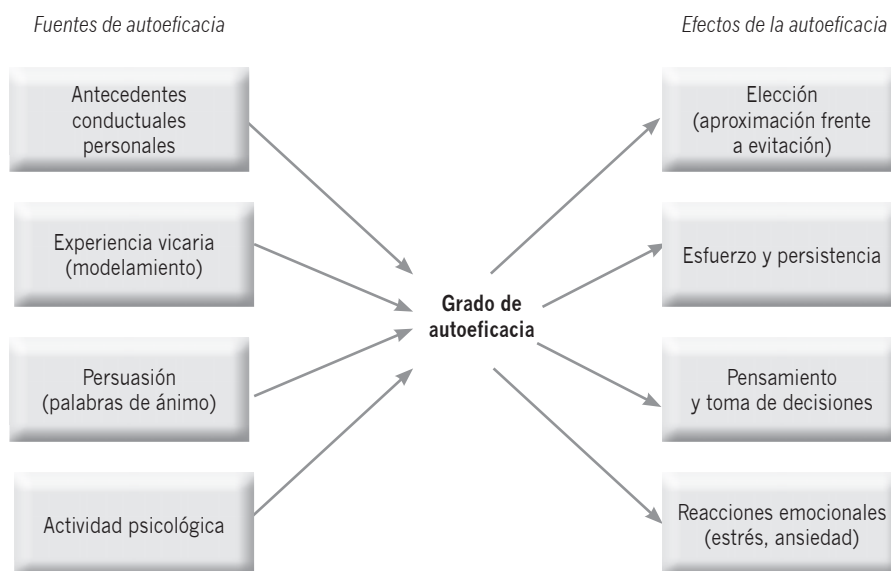 Fuentes de autoeficacia
Efectos de la autoeficacia
Antecedentes
conductuales
personales
Experiencia vicaria
(modelamiento)
Persuasión
(palabras de ánimo)
Actividad psicológica
Grado de
autoeficacia
Elección
(aproximación frente
a evitación)
Esfuerzo y persistencia
Pensamiento
y toma de decisiones
Reacciones emocionales
(estrés, ansiedad)